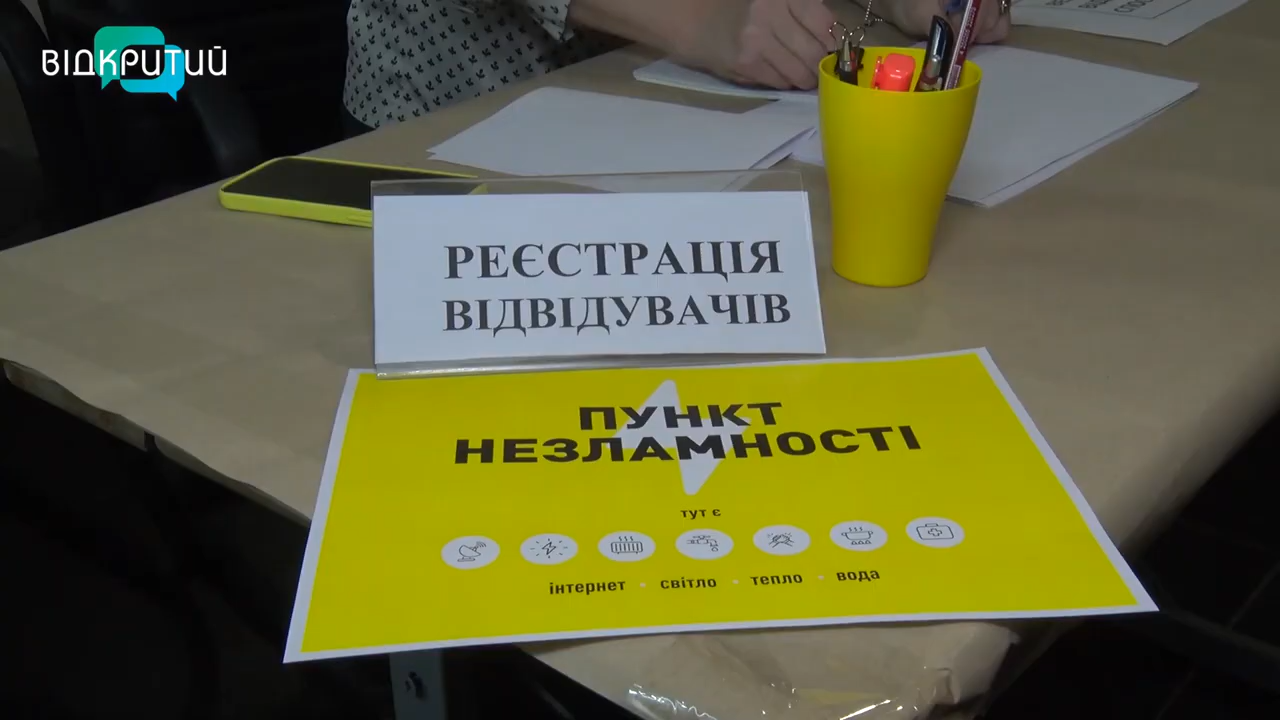 ВІДКРИТИЙ
РЕЄСТРАЦІЯ
ВІДВІДУВАЧІВ
ПУНКТ
НЕЗЛАМНОСТІ
тут є
інтернет • світло • тепло • вода